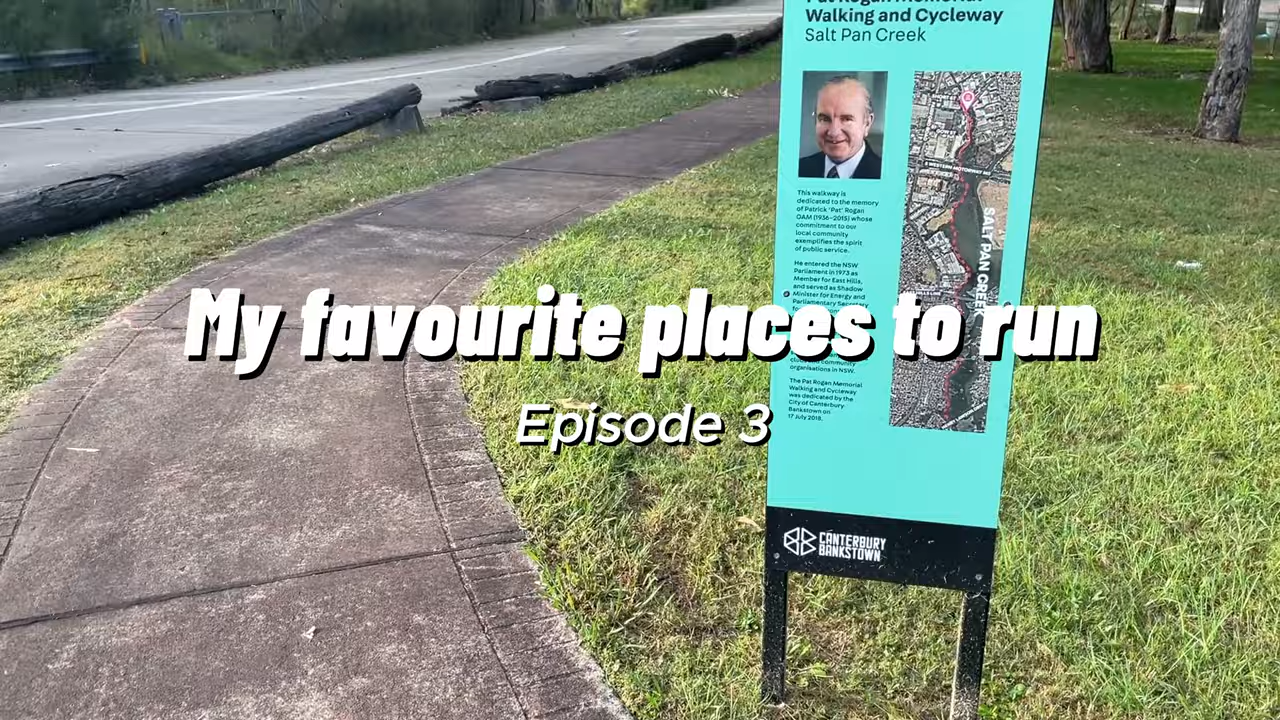 Pat Rogan Memorial
Walking and Cycleway
Salt Pan Creek
This walkway is
dedicated to the memory
of Patrick 'Pat' Rogan
OAM (1936–2015) whose
commitment to our
local community
exemplifies the spirit
of public service.
He entered the NSW
Parliament in 1973 as
Member for East Hills,
and served as Shadow
Minister for Energy and
Parliamentary Secretary
organisations in NSW.
The Pat Rogan Memorial
Walking and Cycleway
was dedicated by the
City of Canterbury
Bankstown on
17 July 2018.
SALT PAN CREEK
My favourite places to run
Episode 3
CANTERBURY
BANKSTOWN